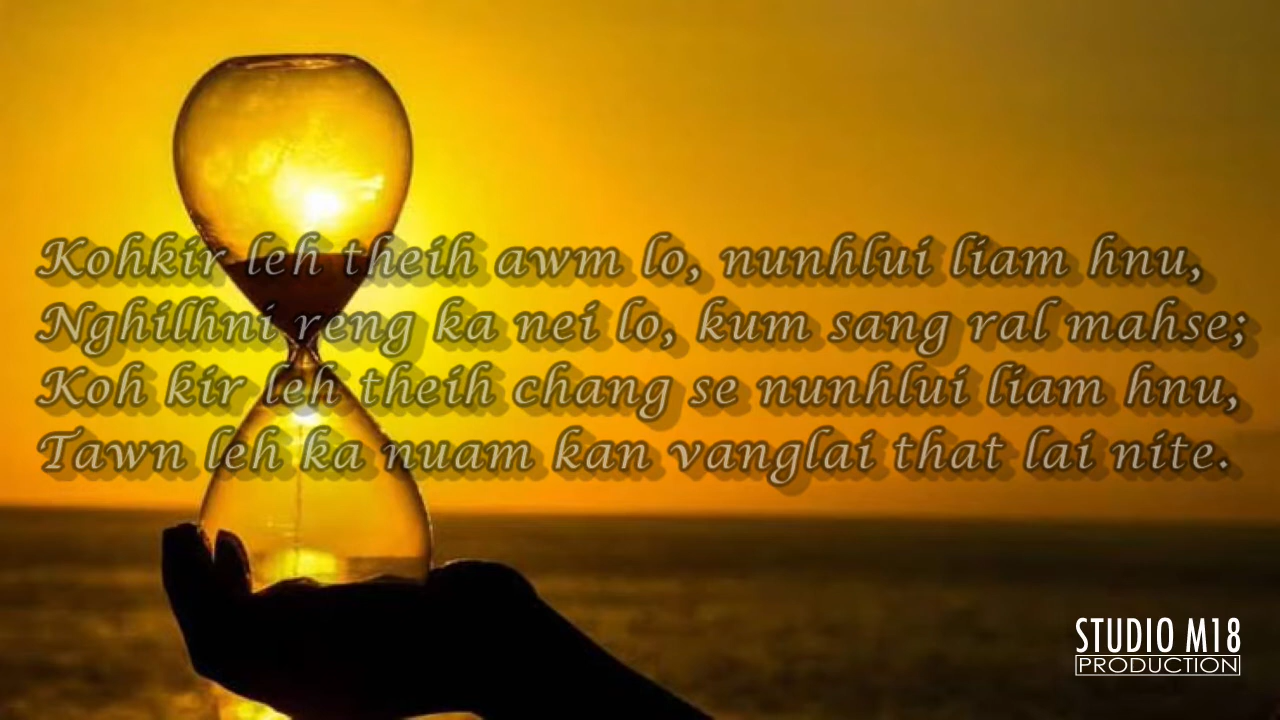 Kohkir leh theih awm lo, nunhlui liam hnu,
Nghilhni reng ka nei lo, kum sang ral mahse;
Koh kir leh theih chang se nunhlui liam hnu,
Tawn leh ka nuam kan vanglai that lai nite.
STUDIO M18
PRODUCTION